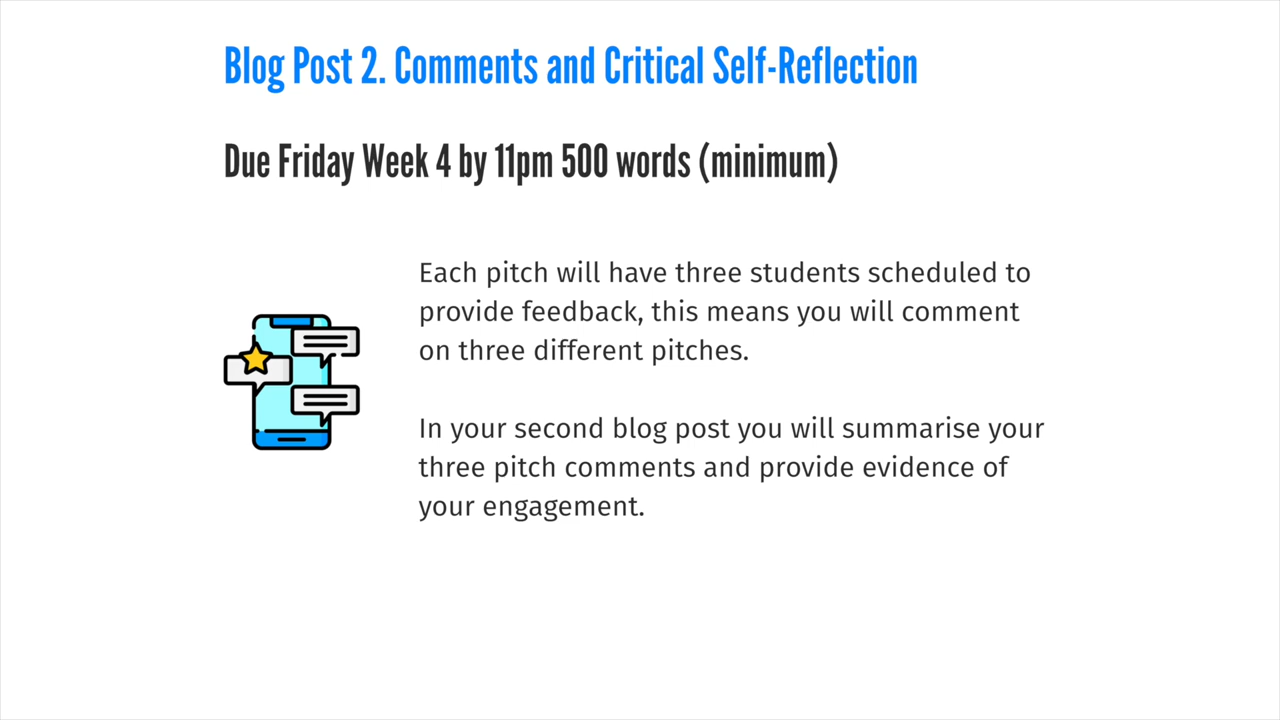 Blog Post 2. Comments and Critical Self-Reflection
Due Friday Week 4 by 11pm 500 words (minimum)
Each pitch will have three students scheduled to
provide feedback, this means you will comment
on three different pitches.
In your second blog post you will summarise your
three pitch comments and provide evidence of
your engagement.